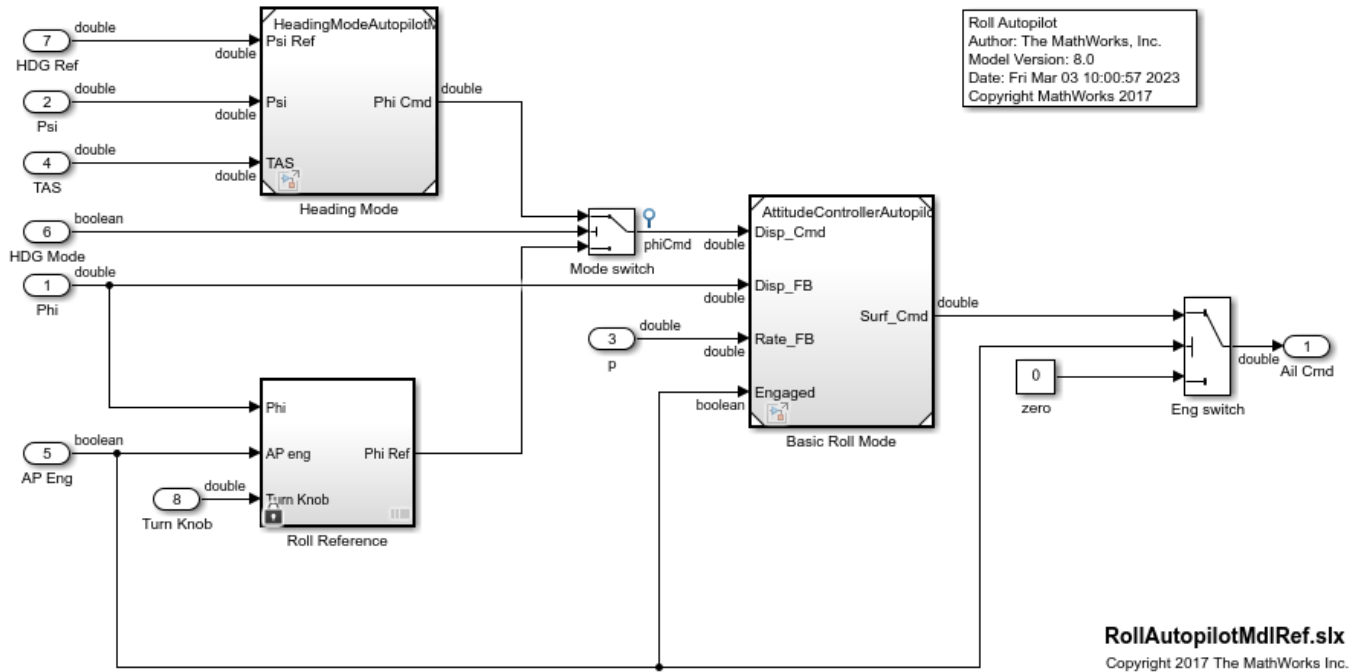 double
7
HDG Ref
double
HeadingModeAutopilotM
Psi Ref
double
2
Psi
double
Psi
Phi Cmd
double
double
4
TAS
double
TAS
Heading Mode
Roll Autopilot
Author: The MathWorks, Inc.
Model Version: 8.0
Date: Fri Mar 03 10:00:57 2023
Copyright MathWorks 2017
boolean
6
HDG Mode
Mode switch
phiCmd
double
AttitudeControllerAutopilo
Disp_Cmd
double
1
Phi
double
Disp_FB
double
3
p
double
Rate_FB
Surf_Cmd
double
boolean
Engaged
Basic Roll Mode
0
zero
Eng switch
double
1
Ail Cmd
Phi
boolean
5
AP Eng
AP eng
Phi Ref
double
8
Turn Knob
Turn Knob
Roll Reference
RollAutopilotMdlRef.slx
Copyright 2017 The MathWorks Inc.